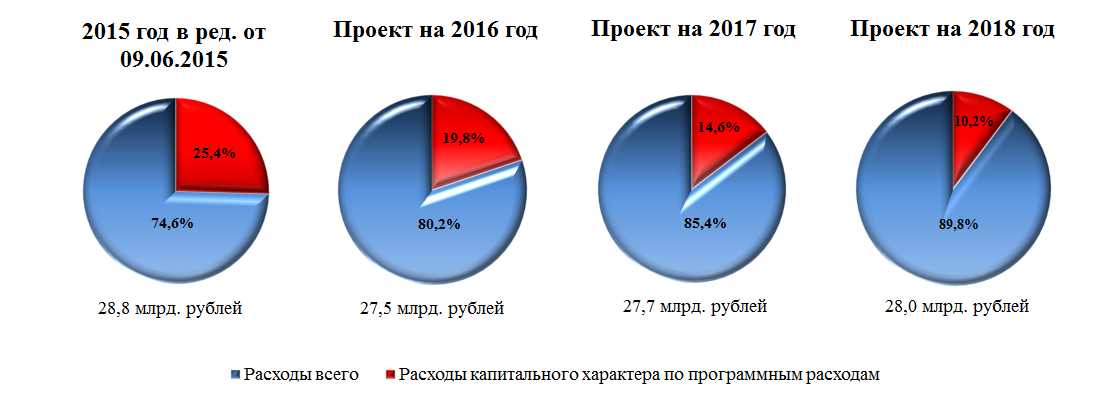 2015 год в ред. от
09.06.2015
Проект на 2016 год
Проект на 2017 год
Проект на 2018 год
25,4%
74,6%
19,8%
80,2%
14,6%
85,4%
10,2%
89,8%
28,8 млрд. рублей
27,5 млрд. рублей
27,7 млрд. рублей
28,0 млрд. рублей
Расходы всего
Расходы капитального характера по программным расходам